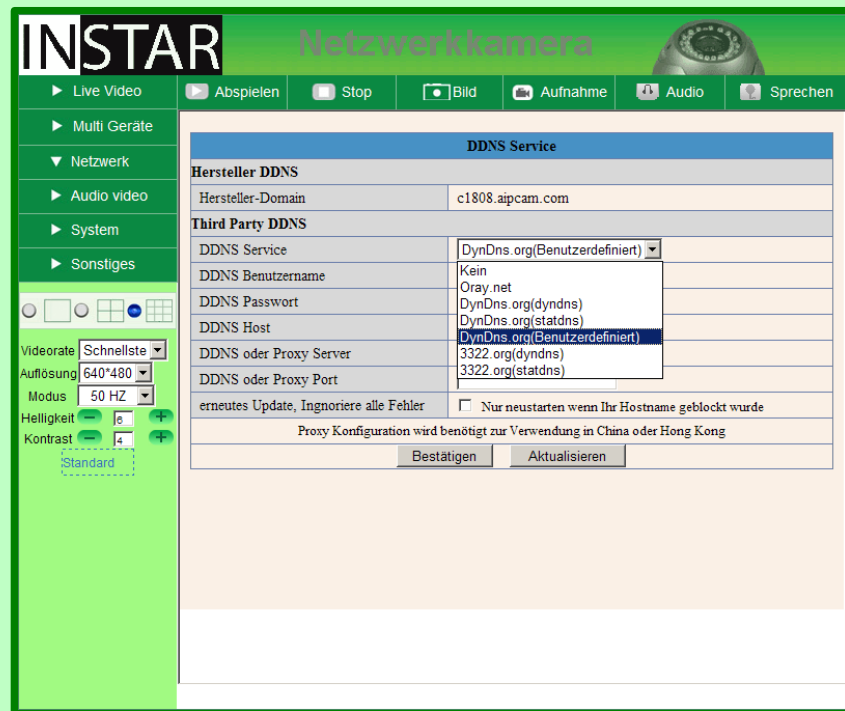 INSTAR
Netzwerkkamera
Live Video
Abspielen Stop Bild Aufnahme Audio Sprechen
Multi Geräte
Netzwerk
Audio video
System
Sonstiges
Videorate Schnellste
Auflösung 640*480
Modus 50 HZ
Helligkeit 6
Kontrast 4
Standard
DDNS Service
Hersteller DDNS
Hersteller-Domain c1808.aipcam.com
Third Party DDNS
DDNS Service DynDns.org(Benutzerdefiniert)
DDNS Benutzername
DDNS Passwort
DDNS Host
DDNS oder Proxy Server
DDNS oder Proxy Port
Kein
Oray.net
DynDns.org(dyndns)
DynDns.org(statdns)
DynDns.org(Benutzerdefiniert)
3322.org(dyndns)
3322.org(statdns)
erneutes Update, Ingnoriere alle Fehler Nur neustarten wenn Ihr Hostname geblockt wurde
Proxy Konfiguration wird benötigt zur Verwendung in China oder Hong Kong
Bestätigen Aktualisieren